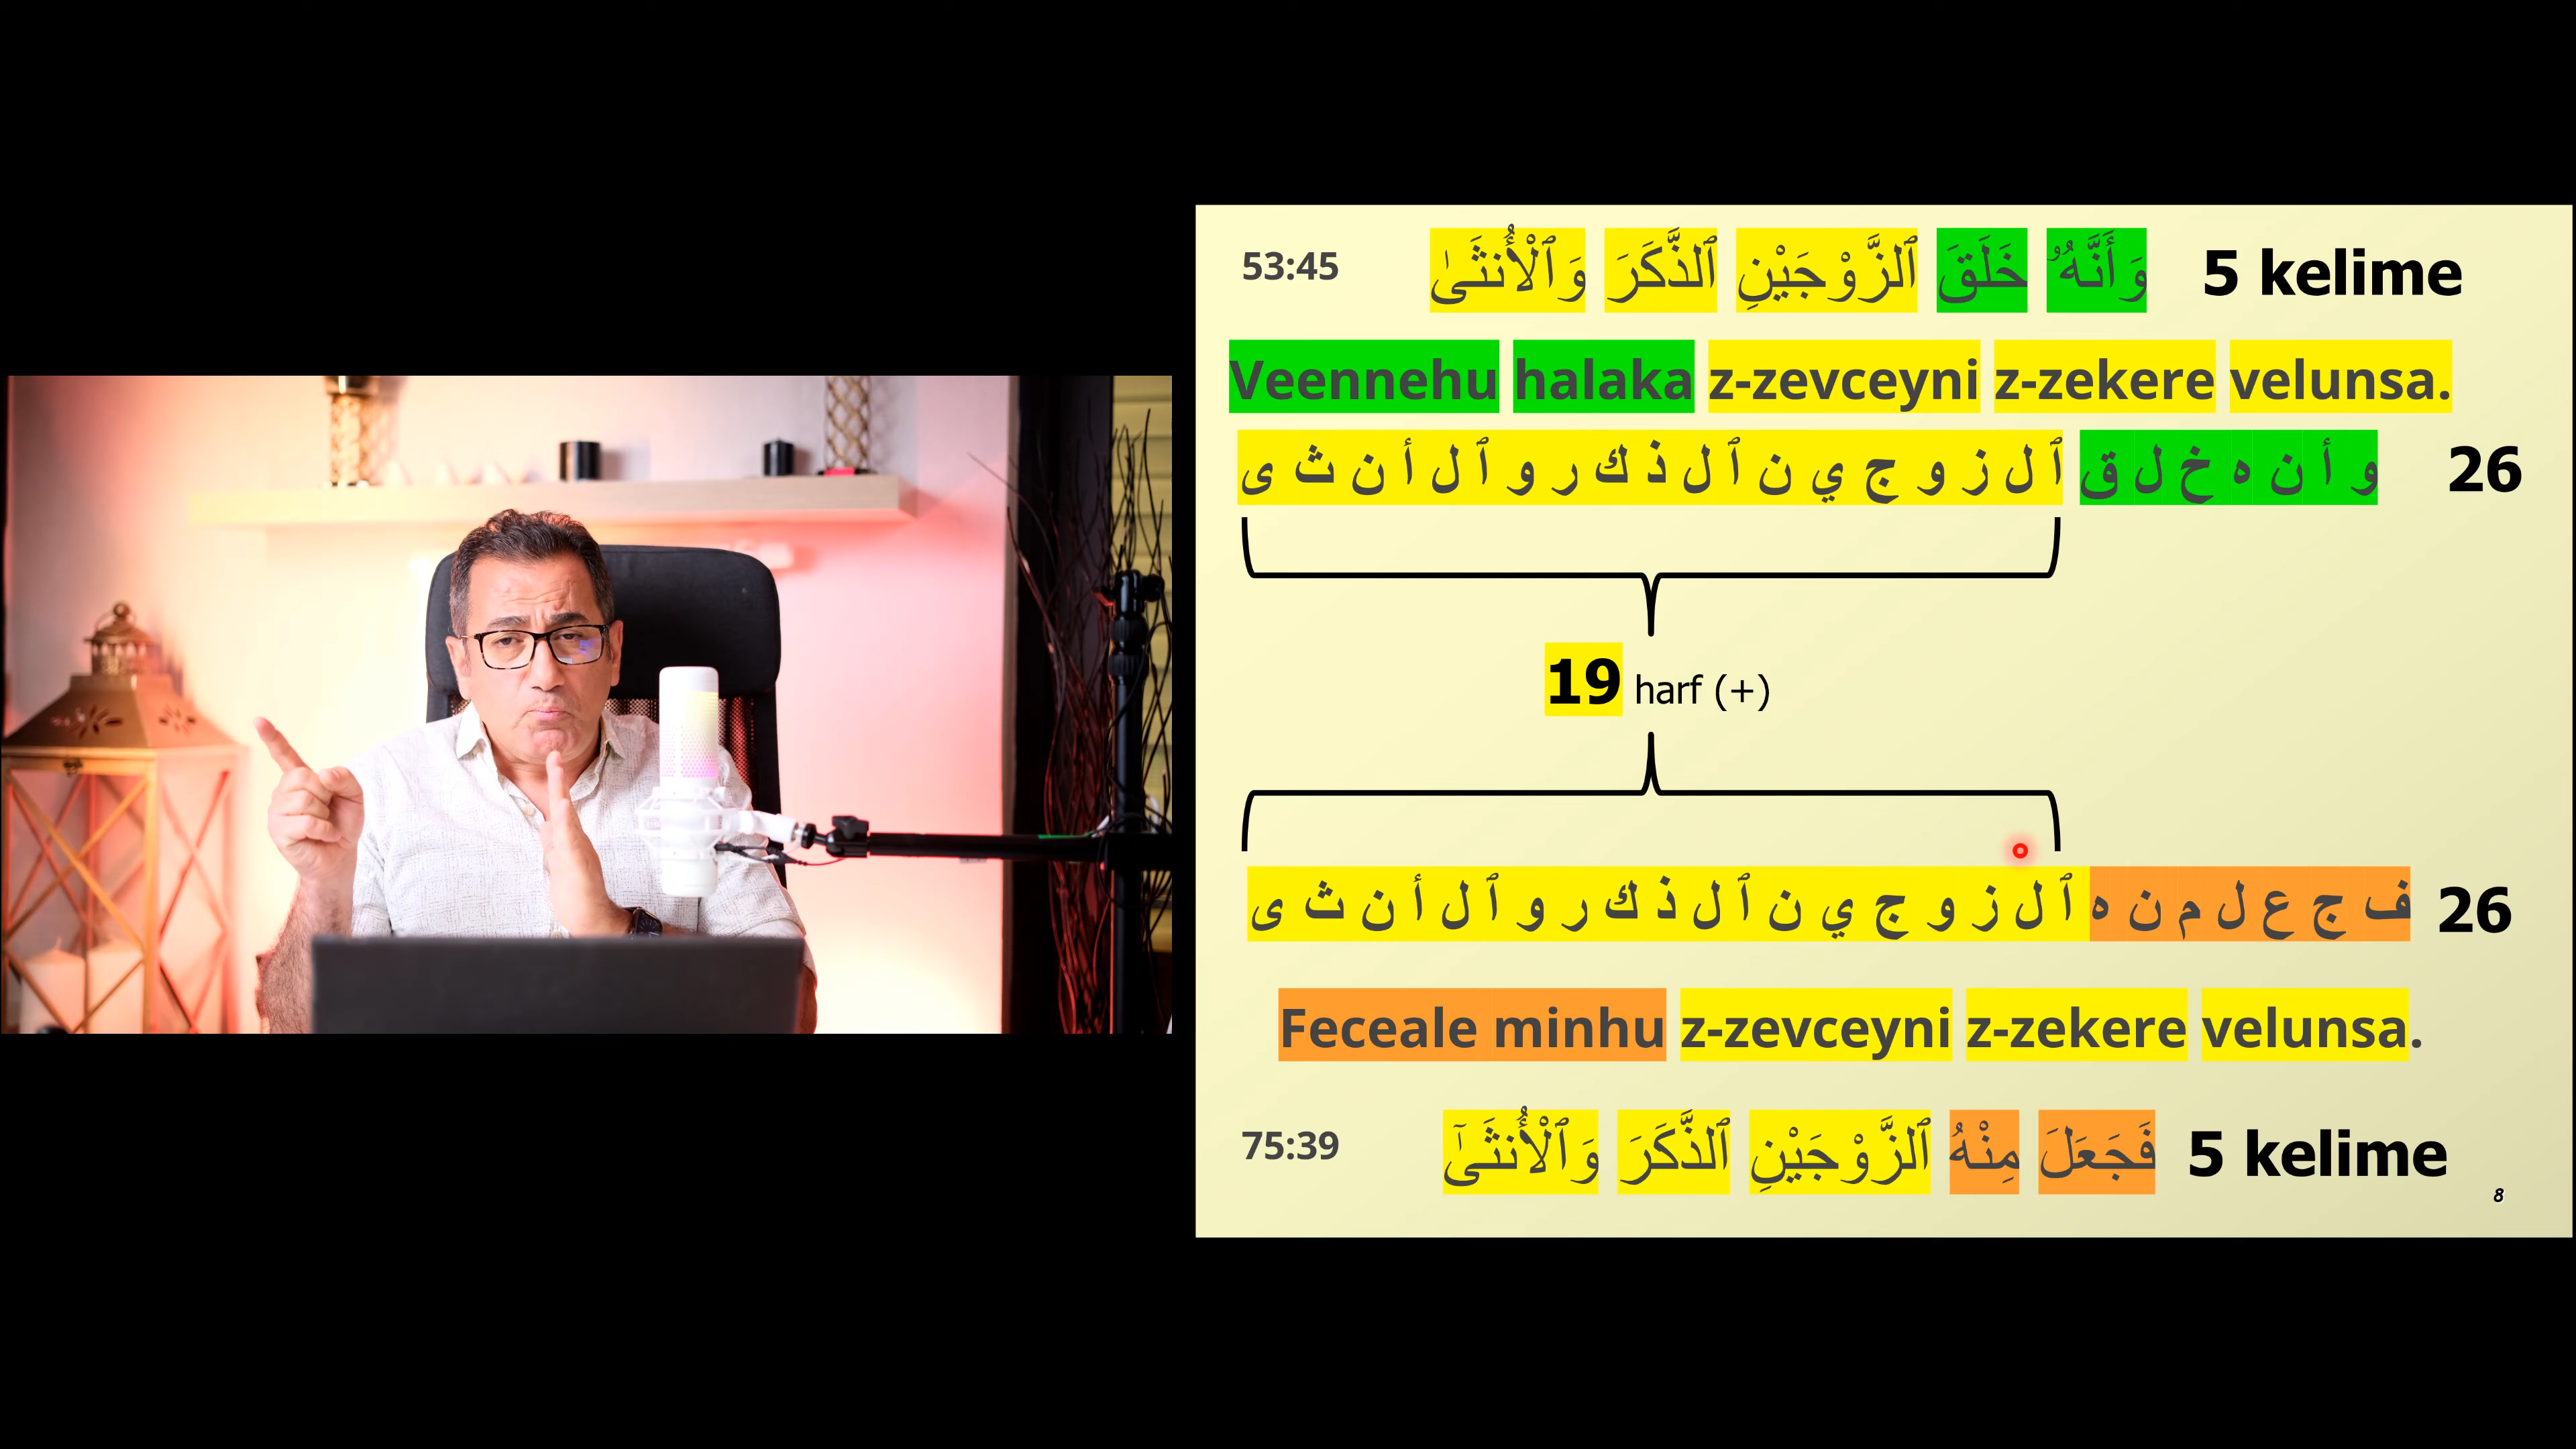 53:45 وَأَنَّهُۥ خَلَقَ ٱلزَّوْجَيْنِ ٱلذَّكَرَ وَٱلْأُنثَىٰ 5 kelime
Veennehu halaka z-zevceyni z-zekere velunsa.
و أ ن ه خ ل ق ٱ ل ز و ج ي ن ٱ ل ذ ك ر و ٱ ل أ ن ث ى 26
19 harf (+)
ف ج ع ل م ن ه ٱ ل ز و ج ي ن ٱ ل ذ ك ر و ٱ ل أ ن ث ى 26
Feceale minhu z-zevceyni z-zekere velunsa.
75:39 فَجَعَلَ مِنْهُ ٱلزَّوْجَيْنِ ٱلذَّكَرَ وَٱلْأُنثَىٰٓ 5 kelime
8